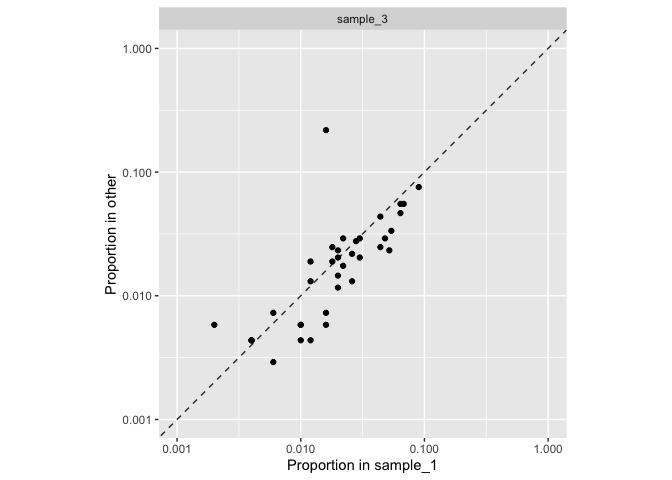 sample_3
1.000
0.100
0.010
0.001
Proportion in other
0.001 0.010 0.100 1.000
Proportion in sample_1